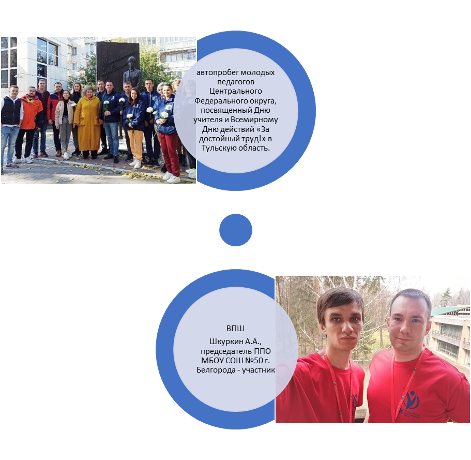 автопробег молодых
педагогов
Центрального
Федерального округа,
посвященный Дню
учителя и Всемирному
Дню действий «За
достойный труд!» в
Тульскую область.
ВПШ
Шкуркин А.А.,
председатель ППО
МБОУ СОШ №50 г.
Белгорода - участник